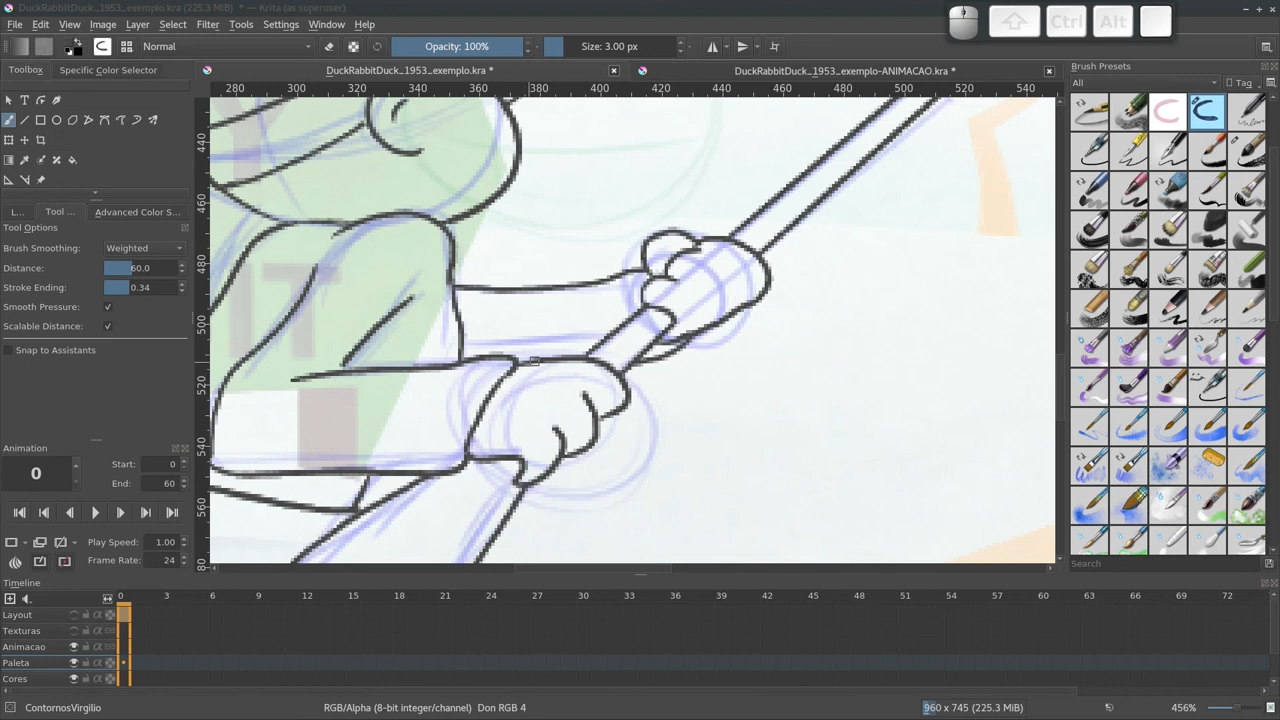 DuckRabbitDuck_1953_exemplo.kra (225.3 MiB) * — Krita (as superuser)
Ctrl Alt
File Edit View Image Layer Select Filter Tools Settings Window Help
Normal Opacity: 100% Size: 3.00 px
Toolbox Specific Color Selector DuckRabbitDuck_1953_exemplo.kra * DuckRabbitDuck_1953_exemplo-ANIMACAO.kra * Brush Presets
All Tag
280 300 320 340 360 380 400 420 440 460 480 500 520 540
440
460
480
500
520
540
560
80
L... Tool ... Advanced Color S...
Tool Options
Brush Smoothing: Weighted
Distance: 60.0
Stroke Ending: 0.34
Smooth Pressure: ✓
Scalable Distance: ✓
Snap to Assistants
IT
Animation
0 Start: 0
End: 60
Play Speed: 1.00
Frame Rate: 24
Search
Timeline
0 3 6 9 12 15 18 21 24 27 30 33 36 39 42 45 48 51 54 57 60 63 66 69 72
Layout
Texturas
Animacao
Paleta
Cores
ContornosVirgilio RGB/Alpha (8-bit integer/channel) Don RGB 4 960 x 745 (225.3 MiB) 456%